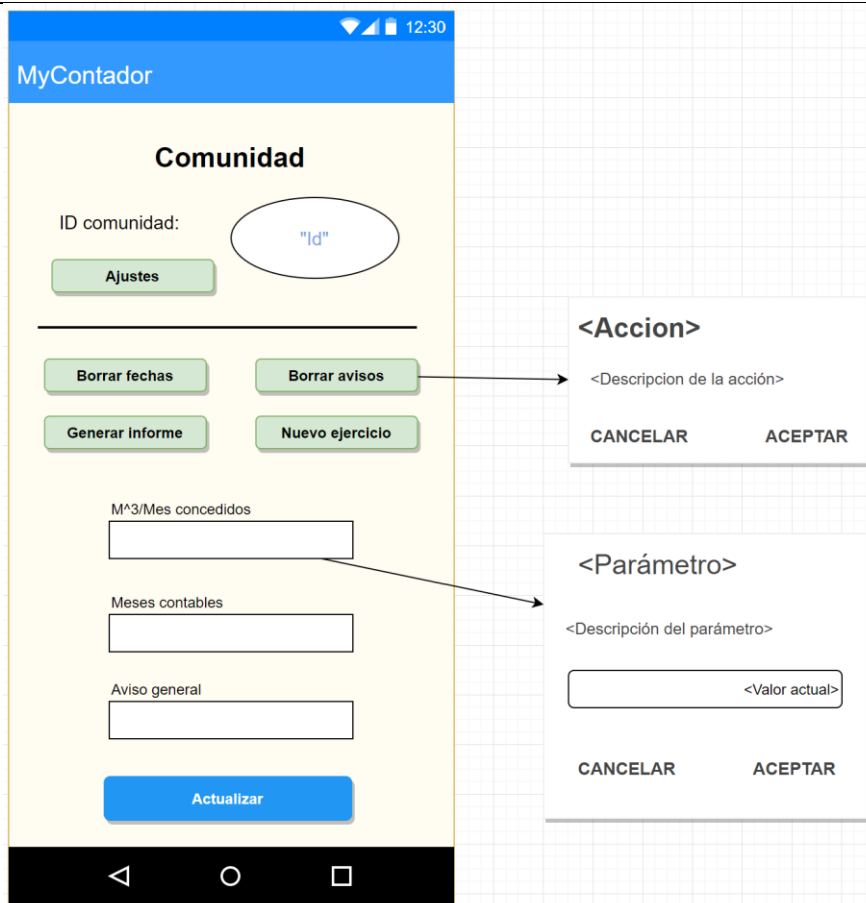 12:30
MyContador
Comunidad
ID comunidad:
"Id"
Ajustes
Borrar fechas
Borrar avisos
Generar informe
Nuevo ejercicio
M^3/Mes concedidos
Meses contables
Aviso general
Actualizar
<Accion>
<Descripcion de la acción>
CANCELAR
ACEPTAR
<Parámetro>
<Descripción del parámetro>
<Valor actual>
CANCELAR
ACEPTAR